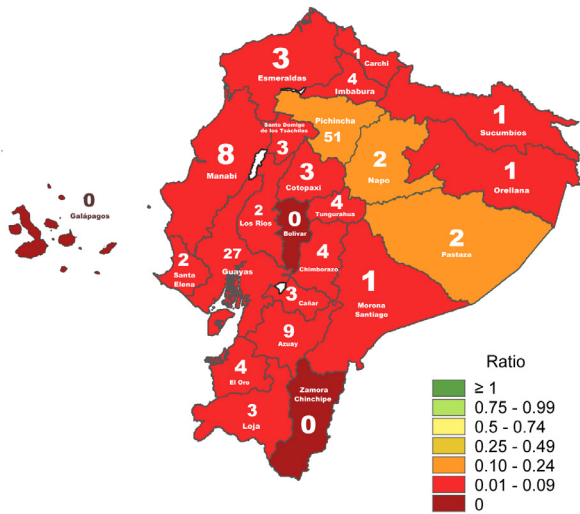 3
Esmeraldas
1
Carchi
4
Imbabura
1
Sucumbios
Pichincha
51
Santo Domigo
de los Tsáchilas
3
8
Manabí
2
Napo
1
Orellana
0
Galápagos
3
Cotopaxi
2
Los Ríos
0
Bolivar
4
Tungurahua
2
Pastaza
2
Santa
Elena
27
Guayas
4
Chimborazo
1
Morona
Santiago
3
Cañar
9
Azuay
4
El Oro
3
Loja
Zamora
Chinchipe
0
Ratio
≥ 1
0.75 - 0.99
0.5 - 0.74
0.25 - 0.49
0.10 - 0.24
0.01 - 0.09
0